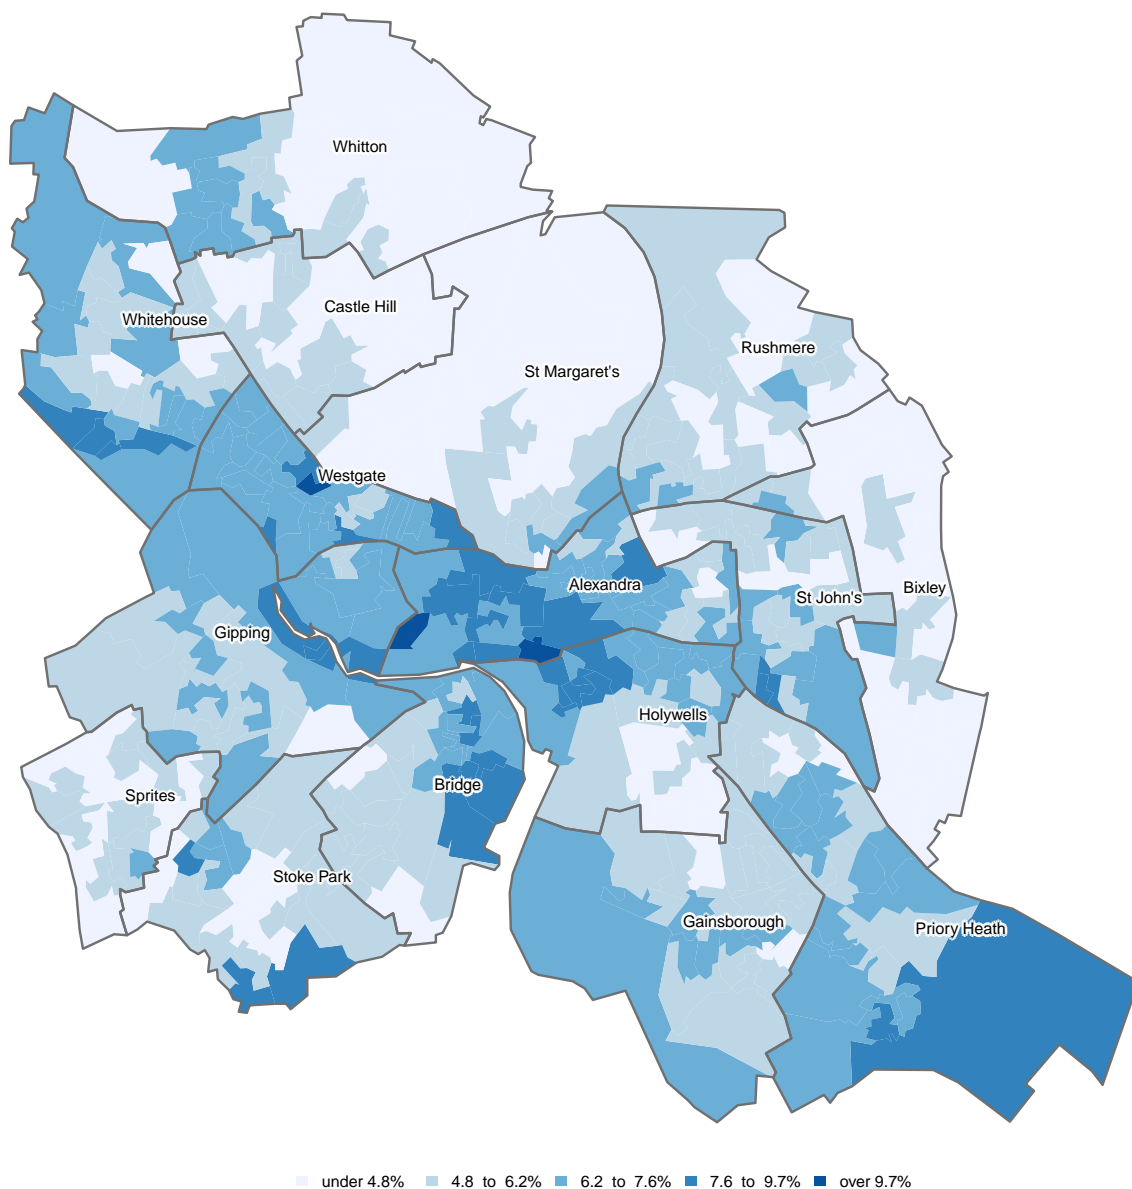 Whitton
Castle Hill
Whitehouse
Rushmere
St Margaret's
Westgate
Alexandra
St John's
Bixley
Gipping
Holywells
Bridge
Sprites
Stoke Park
Gainsborough
Priory Heath
under 4.8%
4.8 to 6.2%
6.2 to 7.6%
7.6 to 9.7%
over 9.7%